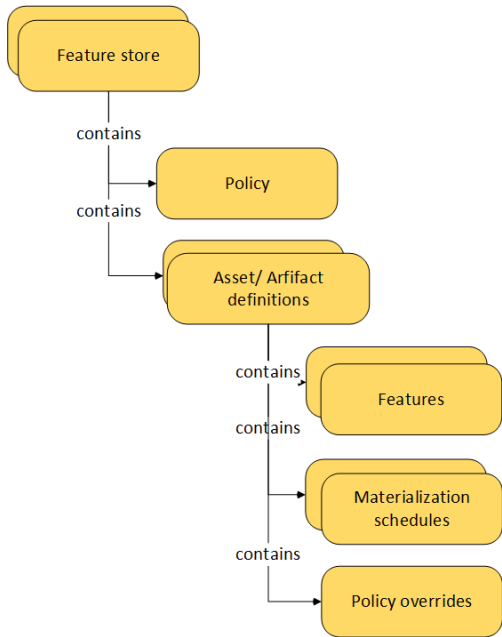 Feature store
contains
Policy
contains
Asset/ Arfifact
definitions
contains
Features
contains
Materialization
schedules
contains
Policy overrides